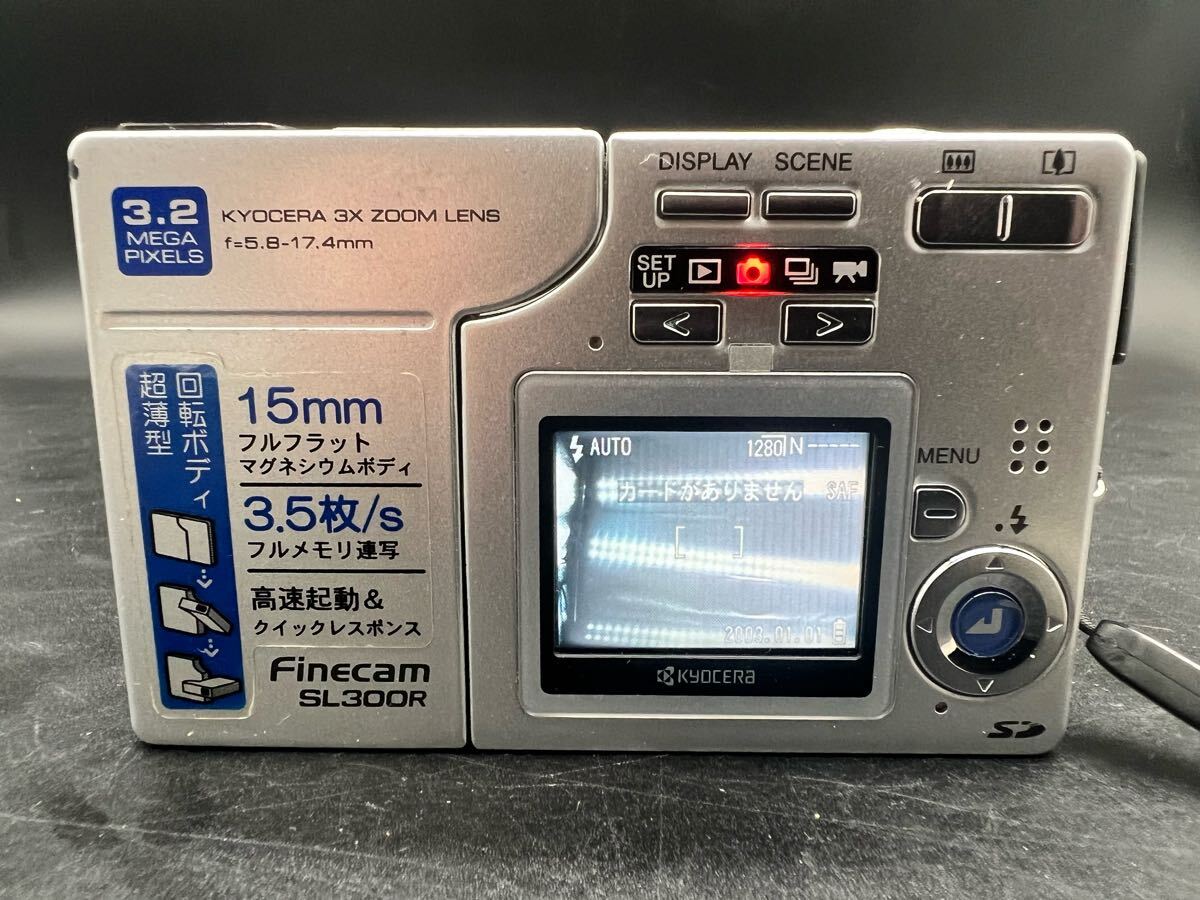 3.2
MEGA
PIXELS
KYOCERA 3X ZOOM LENS
f=5.8-17.4mm
回転ボディ
超薄型
15mm
フルフラット
マグネシウムボディ
3.5枚/s
フルメモリ連写
高速起動&
クイックレスポンス
Finecam
SL300R
DISPLAY SCENE
SET
UP
< >
AUTO 1280 N -----
カードがありません SAF
2003.01.01
KYOCERA
MENU
SD